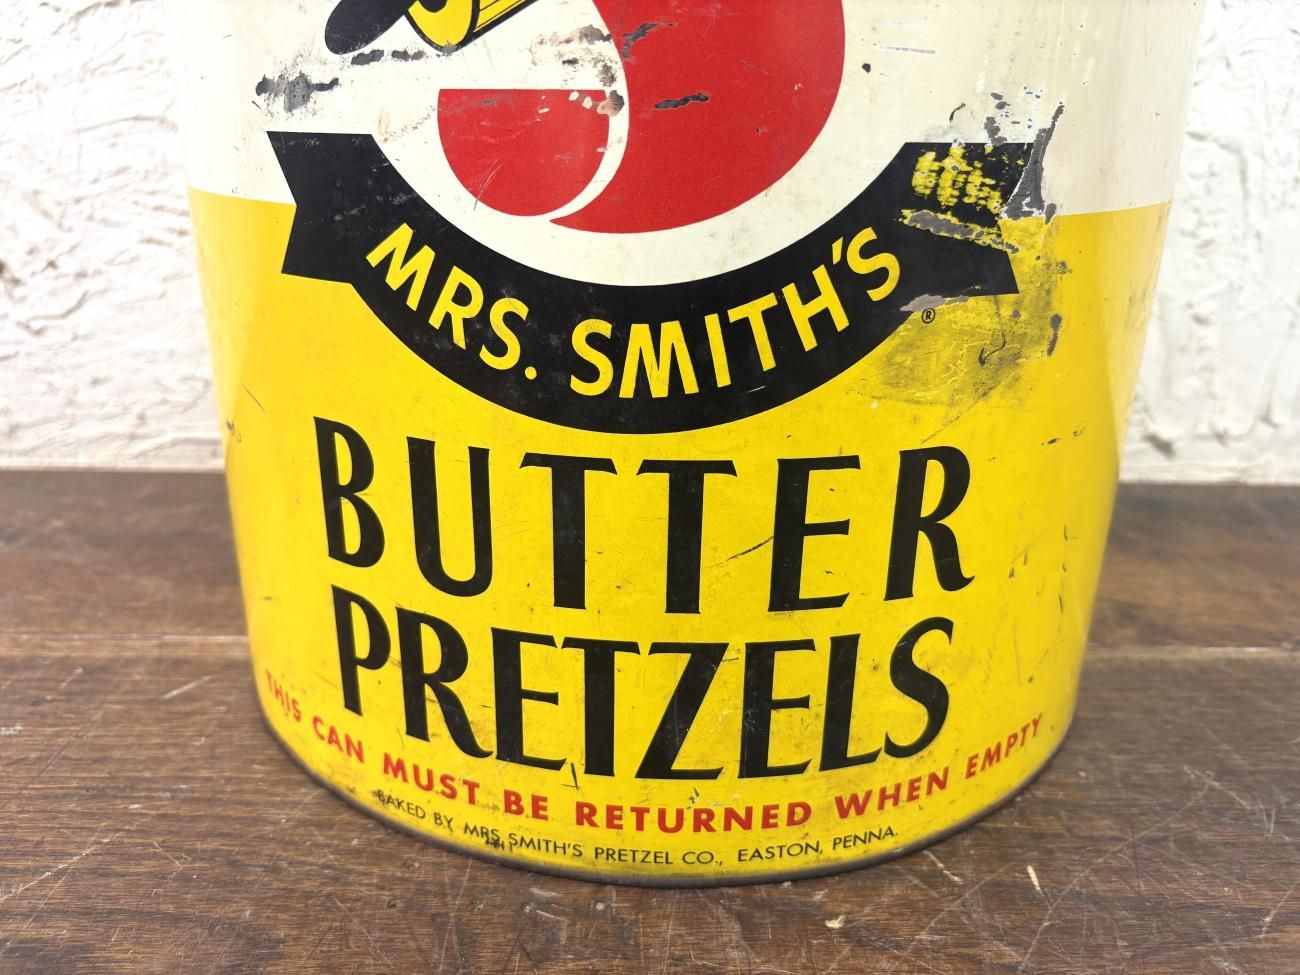 MRS. SMITH'S
®
BUTTER
PRETZELS
THIS CAN MUST BE RETURNED WHEN EMPTY
BAKED BY MRS. SMITH'S PRETZEL CO., EASTON, PENNA.